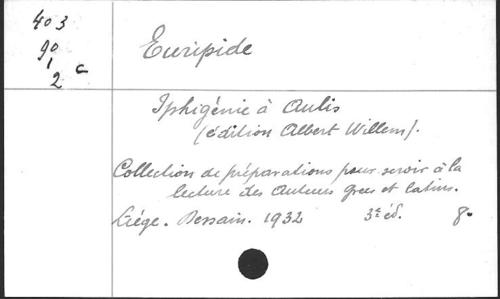 403
90
1
2 c
Euripide
Iphigénie à Aulis
(édition Albert Willem).
Collection de préparations pour servir à la
lecture des Auteurs grecs et latins.
Liége. Dessain. 1932 3e éd. 8°